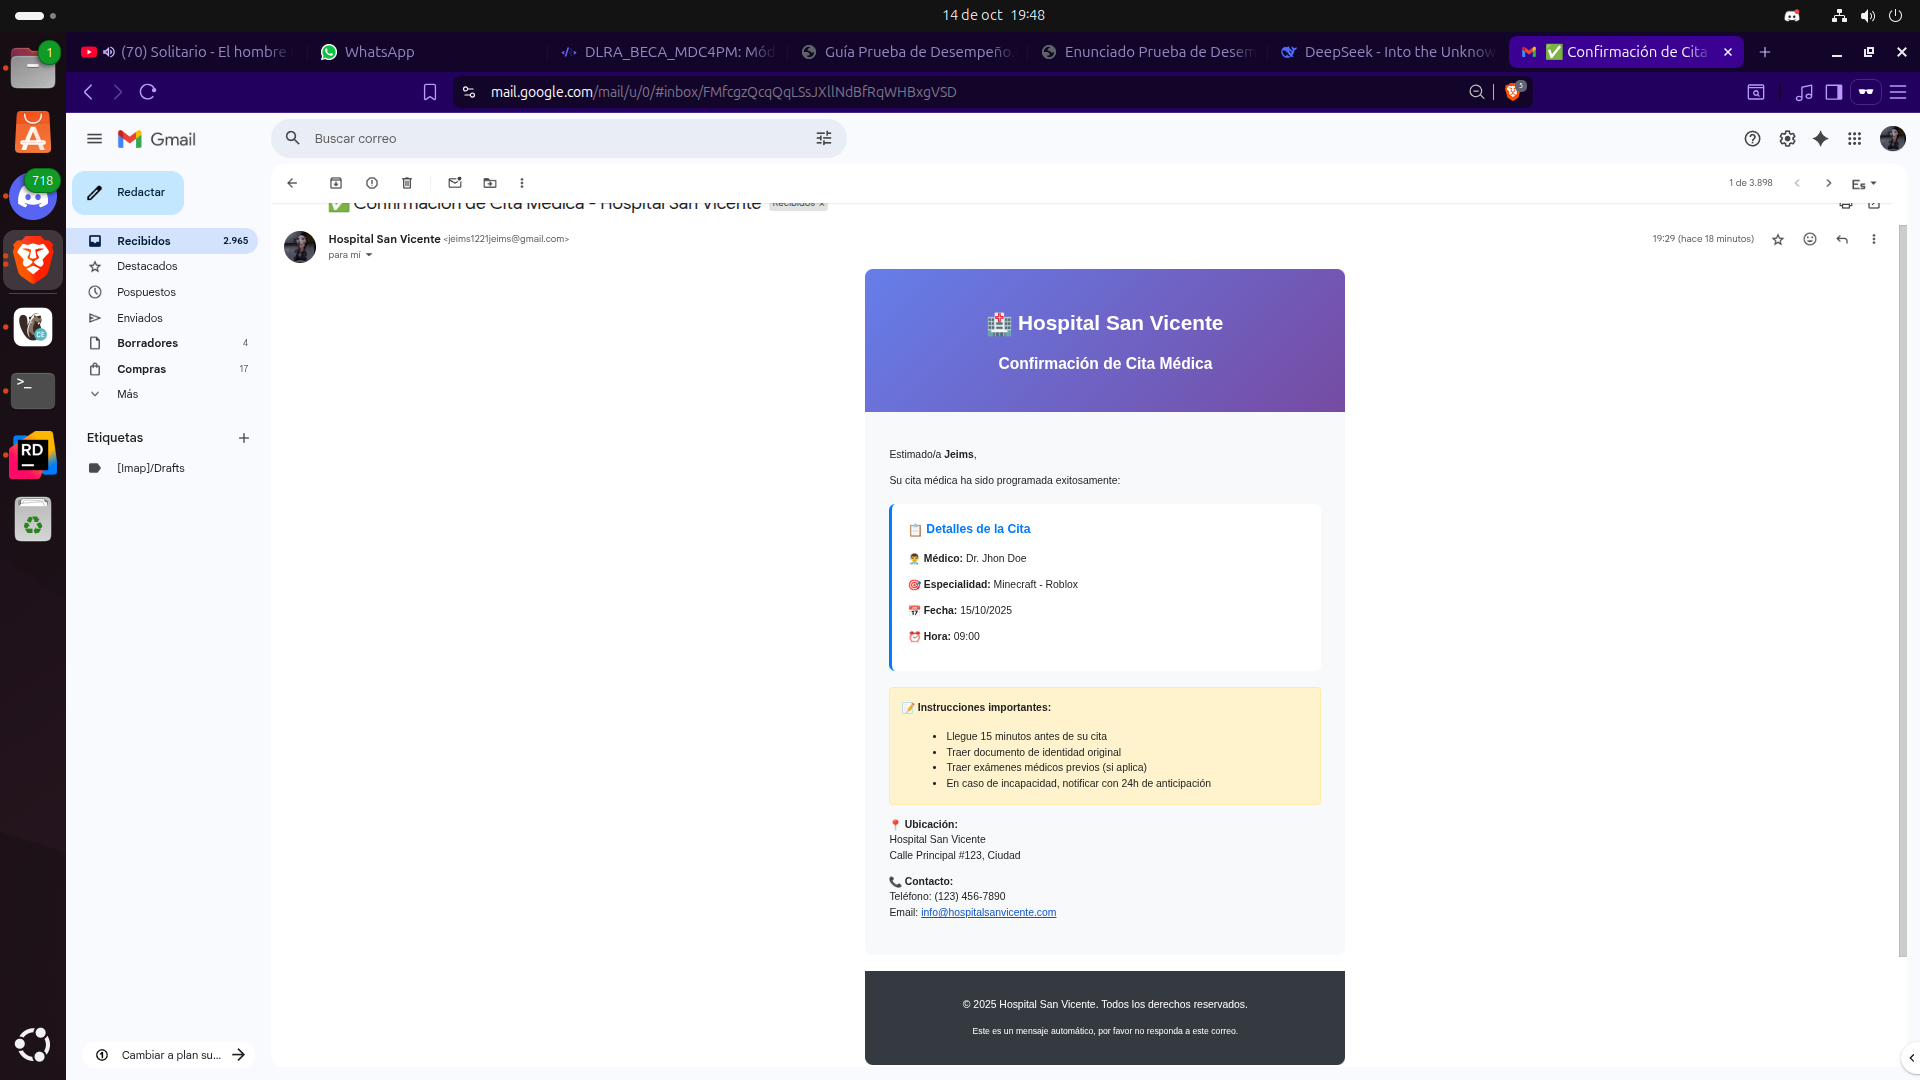 14 de oct 19:48
(70) Solitario - El hombre
WhatsApp
DLRA_BECA_MDC4PM: Mód
Guía Prueba de Desempeño.
Enunciado Prueba de Desem
DeepSeek - Into the Unknow
✅ Confirmación de Cita
mail.google.com/mail/u/0/#inbox/FMfcgzQcqQqLSsJXllNdBfRqWHBxgVSD
5
1
718
RD
Gmail
Buscar correo
Redactar
1 de 3.898
Es
✅ Confirmación de Cita Médica - Hospital San Vicente
Recibidos x
Recibidos 2.965
Destacados
Pospuestos
Enviados
Borradores 4
Compras 17
Más
Etiquetas
[Imap]/Drafts
Cambiar a plan su...
Hospital San Vicente <jeims1221jeims@gmail.com>
19:29 (hace 18 minutos)
para mí
🏥 Hospital San Vicente
Confirmación de Cita Médica
Estimado/a Jeims,
Su cita médica ha sido programada exitosamente:
📋 Detalles de la Cita
👨‍⚕️ Médico: Dr. Jhon Doe
🎯 Especialidad: Minecraft - Roblox
📅 Fecha: 15/10/2025
⏰ Hora: 09:00
📝 Instrucciones importantes:
• Llegue 15 minutos antes de su cita
• Traer documento de identidad original
• Traer exámenes médicos previos (si aplica)
• En caso de incapacidad, notificar con 24h de anticipación
📍 Ubicación:
Hospital San Vicente
Calle Principal #123, Ciudad
📞 Contacto:
Teléfono: (123) 456-7890
Email: info@hospitalsanvicente.com
© 2025 Hospital San Vicente. Todos los derechos reservados.
Este es un mensaje automático, por favor no responda a este correo.